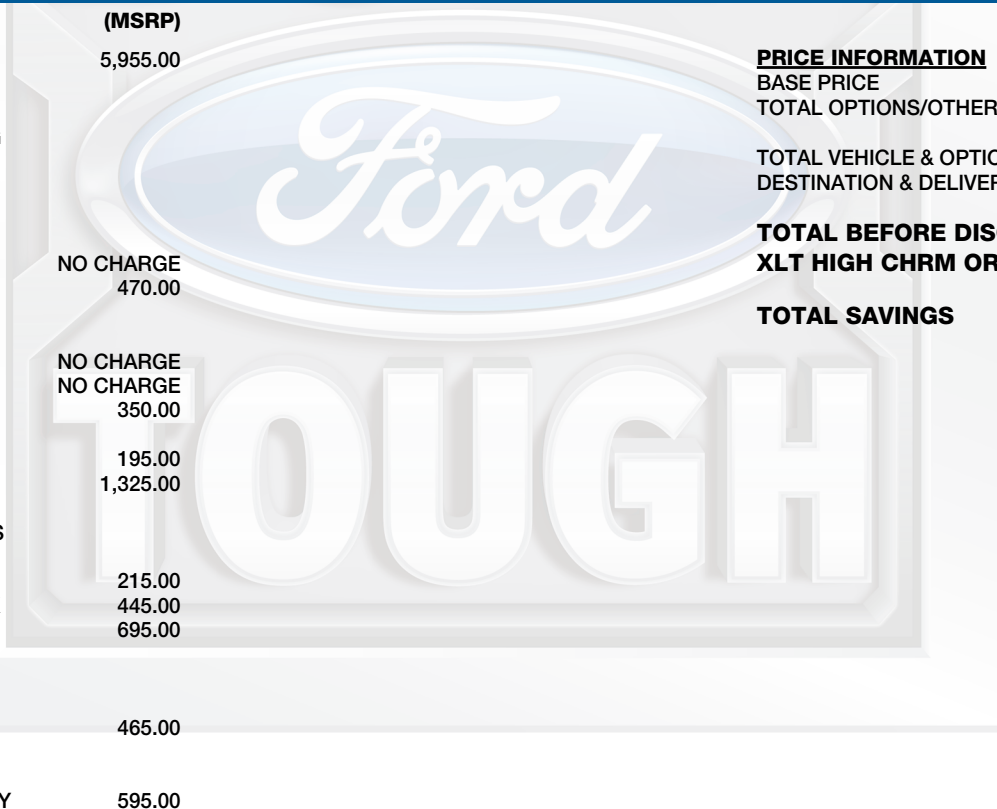 (MSRP)
5,955.00
NO CHARGE
470.00
NO CHARGE
NO CHARGE
350.00
195.00
1,325.00
S
215.00
445.00
695.00
465.00
Y 595.00
PRICE INFORMATION
BASE PRICE
TOTAL OPTIONS/OTHER
TOTAL VEHICLE & OPTIO
DESTINATION & DELIVER
TOTAL BEFORE DIS
XLT HIGH CHRM OR
TOTAL SAVINGS
Ford
TOUGH